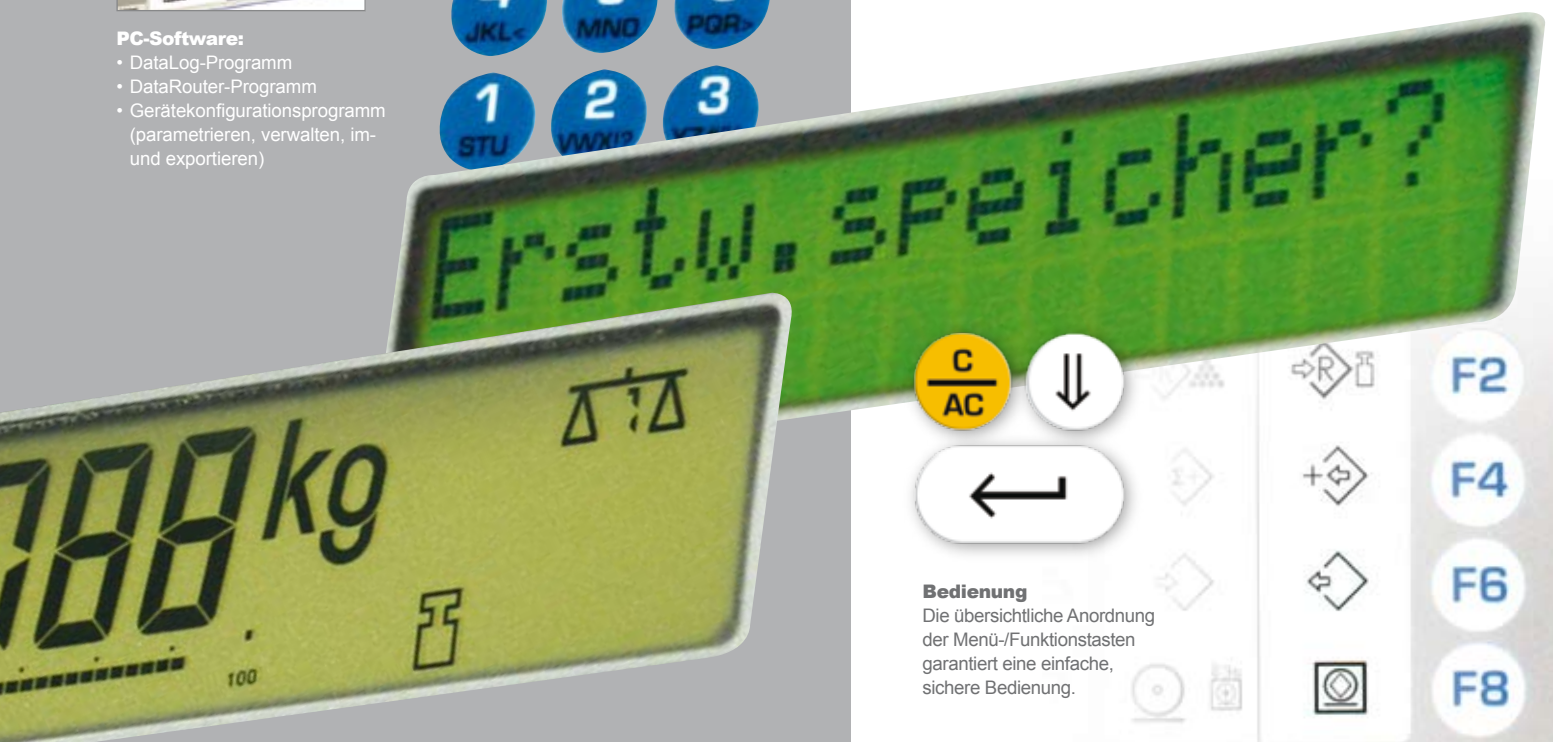 PC-Software:
• DataLog-Programm
• DataRouter-Programm
• Gerätekonfigurationsprogramm
(parametrieren, verwalten, im-
und exportieren)
JKL< MNO PQR>
1 2 3
STU VWX!?
Erstw.speicher?
kg
100
C
AC
F2
F4
F6
F8
Bedienung
Die übersichtliche Anordnung
der Menü-/Funktionstasten
garantiert eine einfache,
sichere Bedienung.